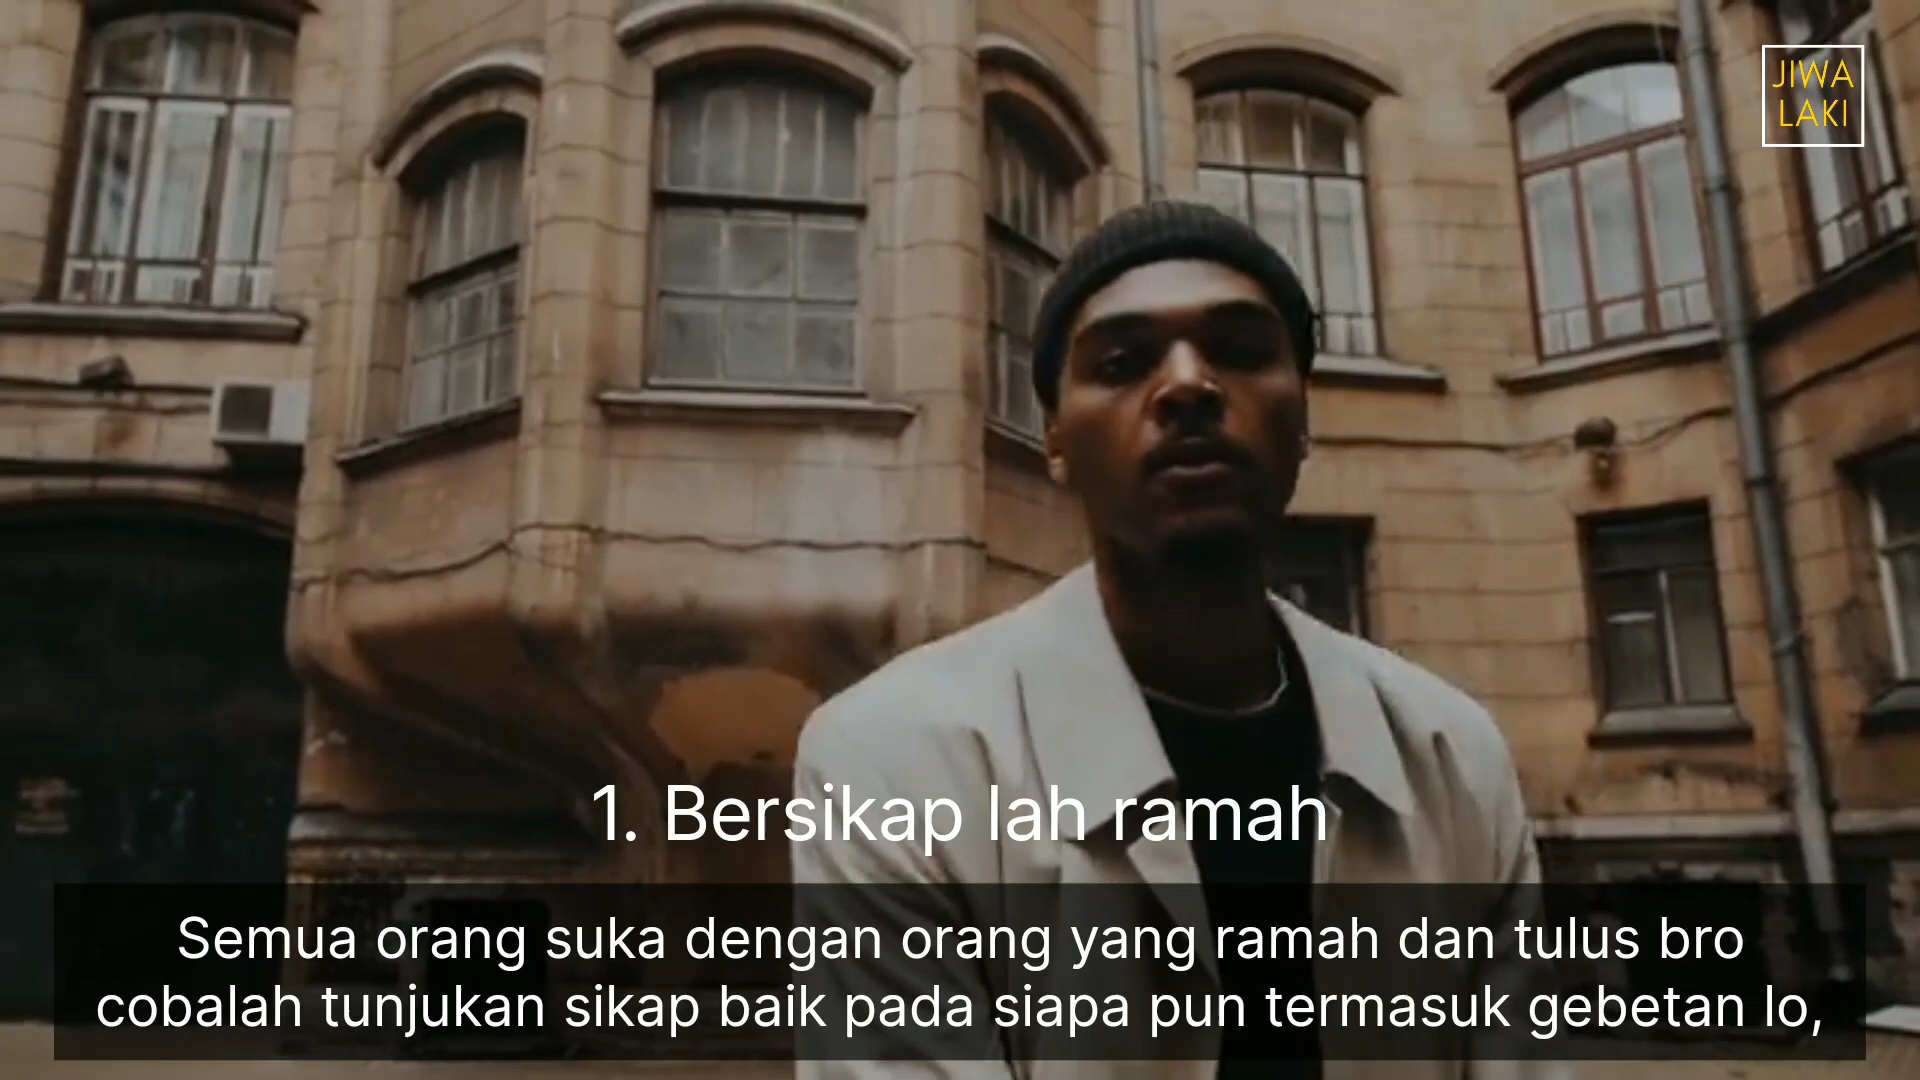 JIWA
LAKI
1. Bersikap lah ramah
Semua orang suka dengan orang yang ramah dan tulus bro
cobalah tunjukan sikap baik pada siapa pun termasuk gebetan lo,